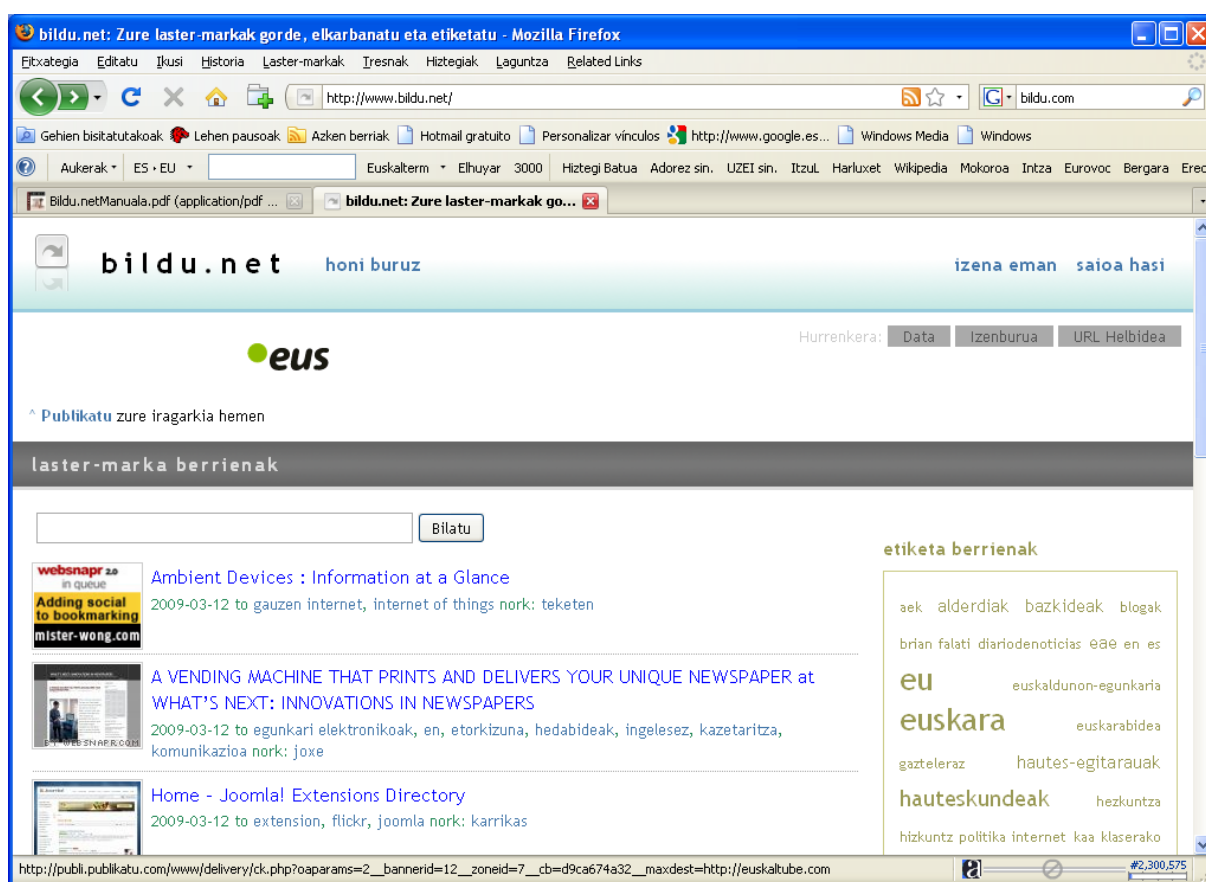 bildu.net: Zure laster-markak gorde, elkarbanatu eta etiketatu - Mozilla Firefox
Fitxategia Editatu Ikusi Historia Laster-markak Tresnak Hiztegiak Laguntza Related Links
http://www.bildu.net/ G bildu.com
Gehien bisitatutakoak Lehen pausoak Azken berriak Hotmail gratuito Personalizar vínculos http://www.google.es... Windows Media Windows
Aukerak ES › EU Euskalterm Elhuyar 3000 Hiztegi Batua Adorez sin. UZEI sin. ItzuL Harluxet Wikipedia Mokoroa Intza Eurovoc Bergara Ereд
Bildu.netManuala.pdf (application/pdf ... bildu.net: Zure laster-markak go...
bildu.net honi buruz izena eman saioa hasi
Hurrenkera: Data Izenburua URL Helbidea
eus
^ Publikatu zure iragarkia hemen
laster-marka berrienak
Bilatu
etiketa berrienak
websnapr 2.0
in queue
Adding social
to bookmarking
mister-wong.com
Ambient Devices : Information at a Glance
2009-03-12 to gauzen internet, internet of things nork: teketen
BY WEBSNAPR.COM
A VENDING MACHINE THAT PRINTS AND DELIVERS YOUR UNIQUE NEWSPAPER at
WHAT'S NEXT: INNOVATIONS IN NEWSPAPERS
2009-03-12 to egunkari elektronikoak, en, etorkizuna, hedabideak, ingelesez, kazetaritza,
komunikazioa nork: joxe
Home - Joomla! Extensions Directory
2009-03-12 to extension, flickr, joomla nork: karrikas
aek alderdiak bazkideak blogak
brian falati diariodenoticias eae en es
eu euskaldunon-egunkaria
euskara euskarabidea
gazteleraz hautes-egitarauak
hauteskundeak hezkuntza
hizkuntz politika internet kaa klaserako
http://publi.publikatu.com/www/delivery/ck.php?oaparams=2__bannerid=12__zoneid=7__cb=d9ca674a32__maxdest=http://euskaltube.com a #2,300,575